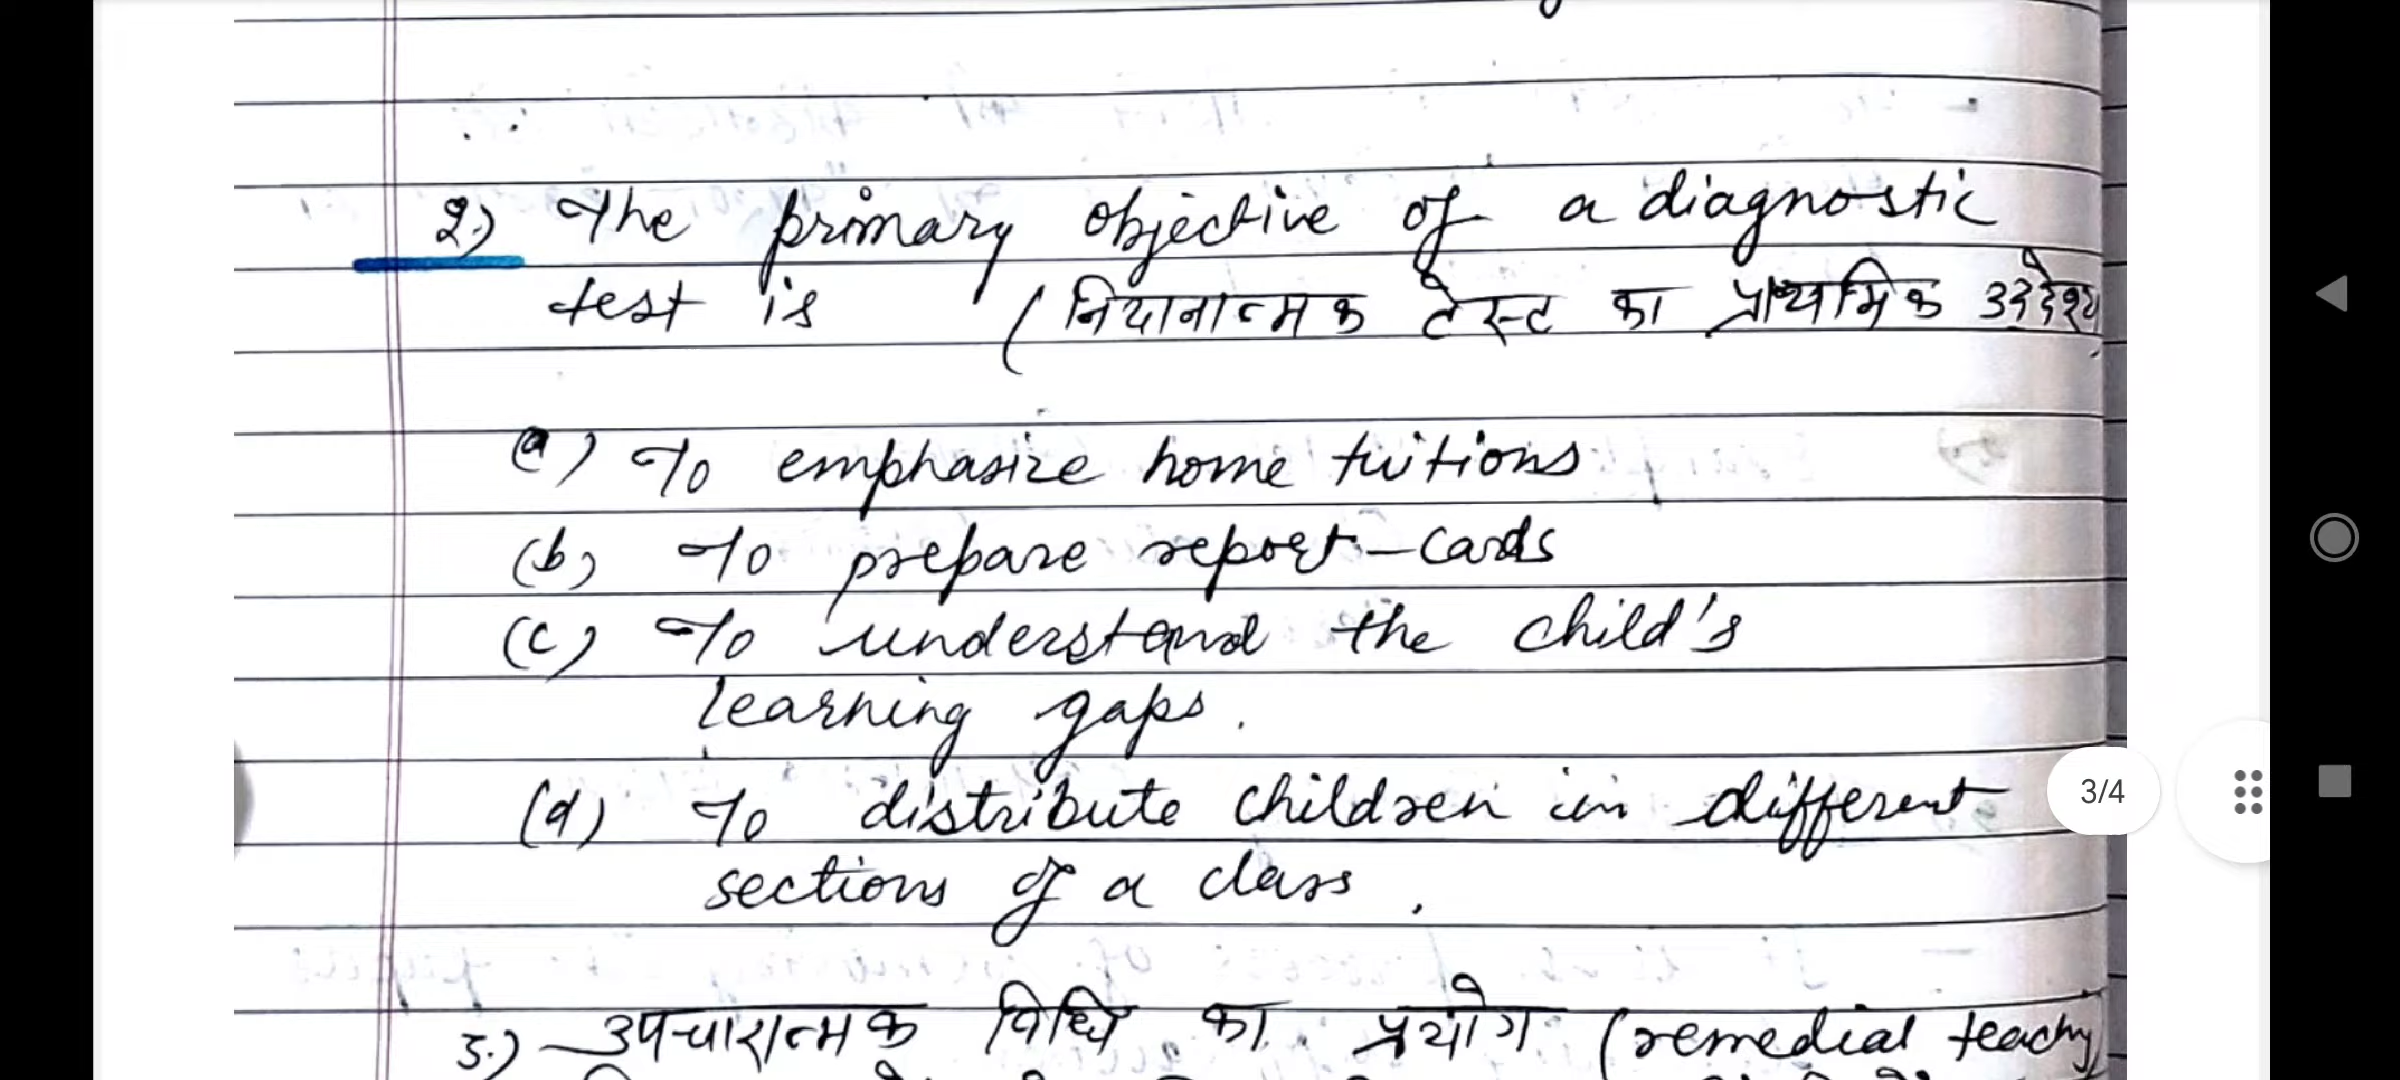 2.) The primary objective of a diagnostic
test is (निदानात्मक टेस्ट का प्राथमिक उद्देश्य
(a) To emphasize home tuitions
(b) To prepare report-cards
(c) To understand the child's
learning gaps.
(d) To distribute children in different
sections of a class.
3/4
3.) उपचारात्मक विधि का प्रयोग (remedial